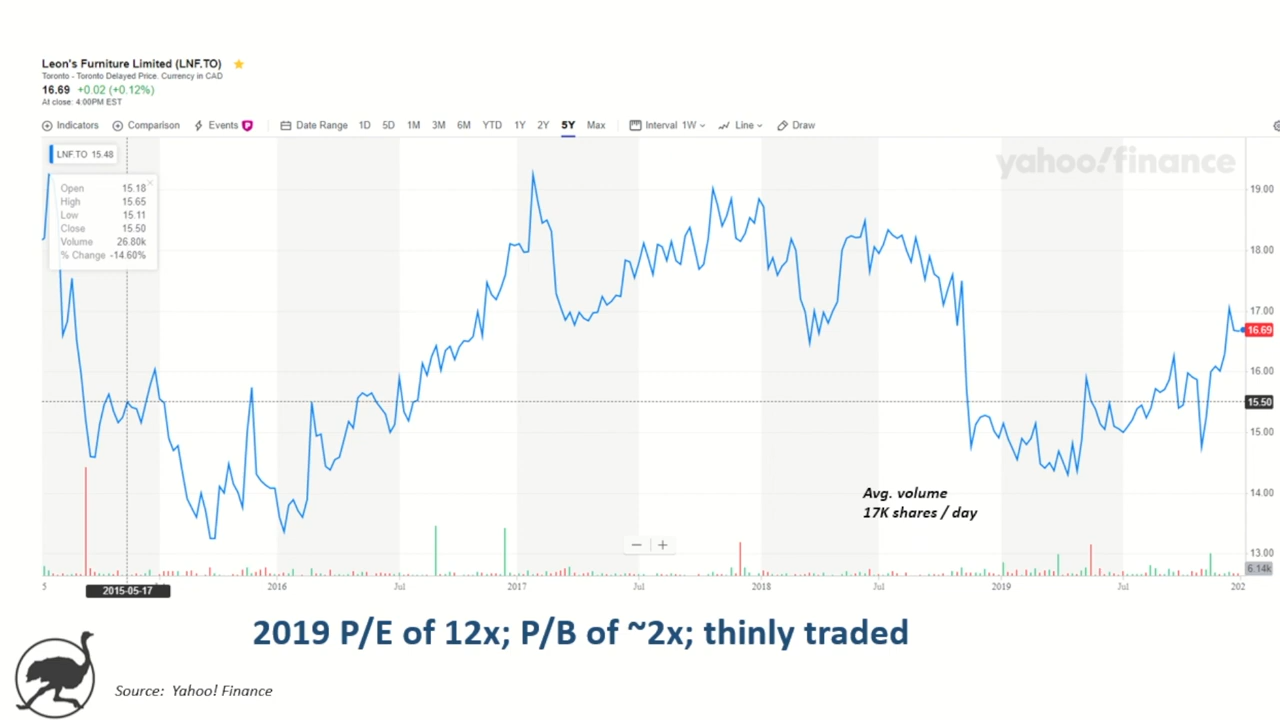 Leon's Furniture Limited (LNF.TO)
Toronto - Toronto Delayed Price. Currency in CAD
16.69 +0.02 (+0.12%)
At close: 4:00PM EST
Indicators Comparison Events P Date Range 1D 5D 1M 3M 6M YTD 1Y 2Y 5Y Max Interval 1W Line Draw
LNF.TO 15.48
yahoo!finance
Open 15.18
High 15.65
Low 15.11
Close 15.50
Volume 26.80k
% Change -14.60%
19.00
18.00
17.00
16.69
16.00
15.50
15.00
14.00
13.00
6.14k
Avg. volume
17K shares / day
5 2016 Jul 2017 Jul 2018 Jul 2019 Jul 202
2015-05-17
2019 P/E of 12x; P/B of ~2x; thinly traded
Source: Yahoo! Finance